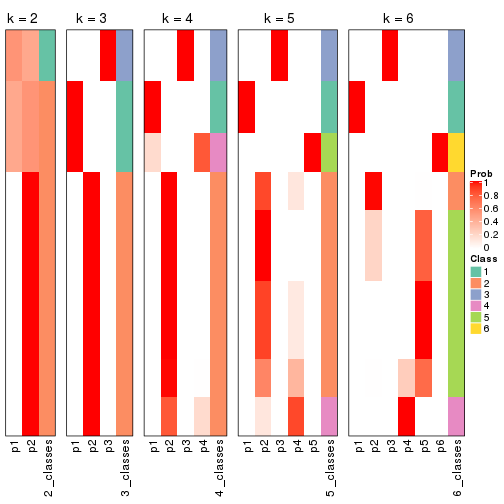 k = 2
k = 3
k = 4
k = 5
k = 6
p1
p2
2_classes
p1
p2
p3
3_classes
p1
p2
p3
p4
4_classes
p1
p2
p3
p4
p5
5_classes
p1
p2
p3
p4
p5
p6
6_classes
Prob
1
0.8
0.6
0.4
0.2
0
Class
1
2
3
4
5
6